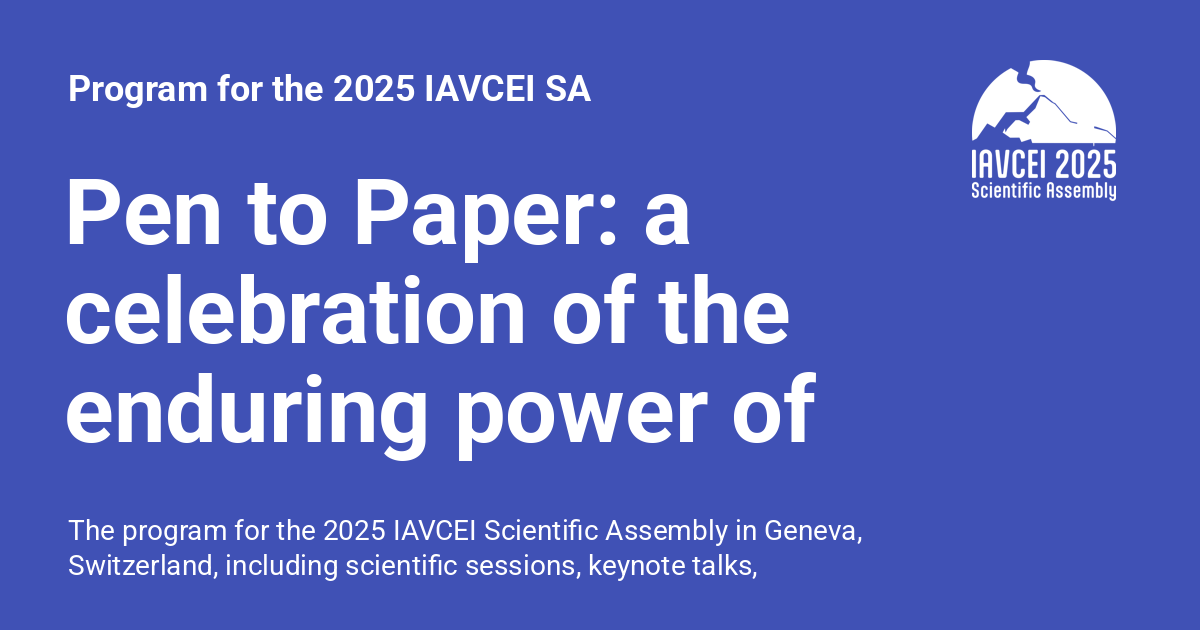 Program for the 2025 IAVCEI SA
IAVCEI 2025
Scientific Assembly
Pen to Paper: a
celebration of the
enduring power of
The program for the 2025 IAVCEI Scientific Assembly in Geneva,
Switzerland, including scientific sessions, keynote talks,